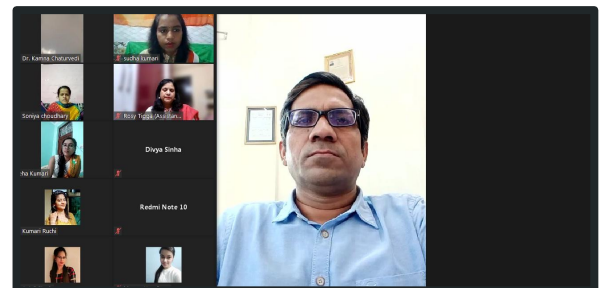 Dr. Kamna Chaturvedi
sudha kumari
Soniya choudhary
Rosy Tigga (Assistan...
ha Kumari
Divya Sinha
Redmi Note 10
Kumari Ruchi